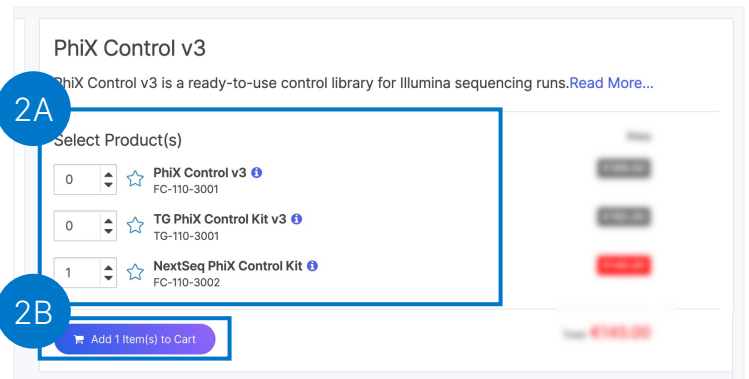 PhiX Control v3
PhiX Control v3 is a ready-to-use control library for Illumina sequencing runs.Read More...
2A
Select Product(s)
Price
0
PhiX Control v3
FC-110-3001
0
TG PhiX Control Kit v3
TG-110-3001
1
NextSeq PhiX Control Kit
FC-110-3002
2B
Add 1 Item(s) to Cart
€145.00